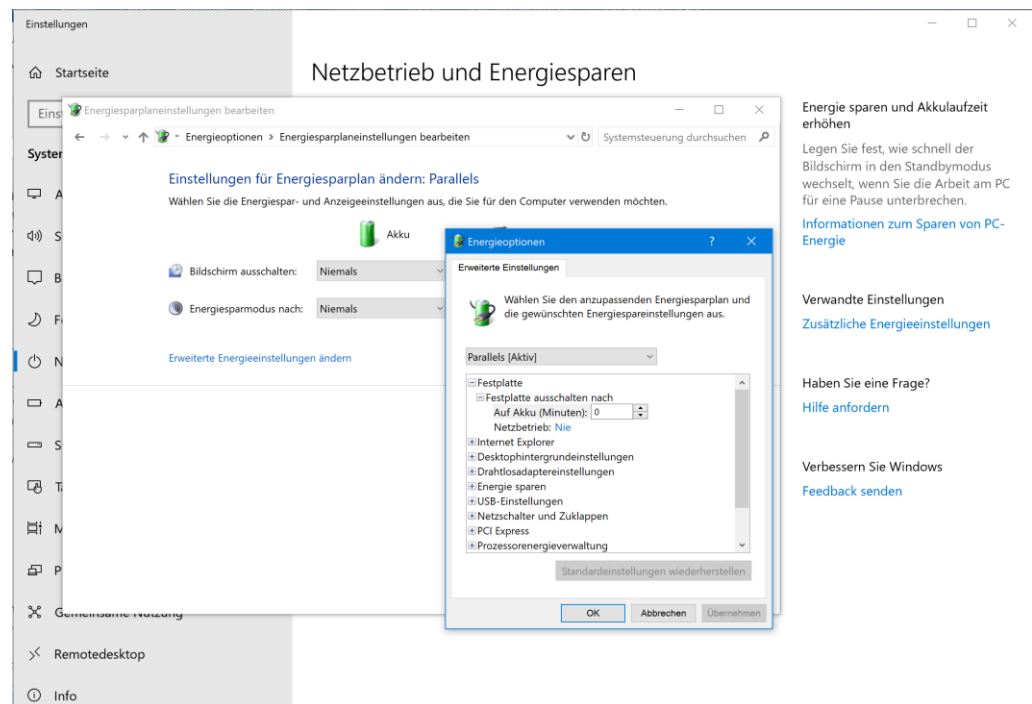 Einstellungen
Startseite
Netzbetrieb und Energiesparen
Eins
Energiesparplaneinstellungen bearbeiten
Energieoptionen > Energiesparplaneinstellungen bearbeiten
Systemsteuerung durchsuchen
Syster
Einstellungen für Energiesparplan ändern: Parallels
Wählen Sie die Energiespar- und Anzeigeeinstellungen aus, die Sie für den Computer verwenden möchten.
Akku
Bildschirm ausschalten:
Niemals
Energiesparmodus nach:
Niemals
Erweiterte Energieeinstellungen ändern
A
S
B
F
N
A
S
T
M
P
Remotedesktop
Info
Energieoptionen
?
Erweiterte Einstellungen
Wählen Sie den anzupassenden Energiesparplan und
die gewünschten Energiespareinstellungen aus.
Parallels [Aktiv]
Festplatte
Festplatte ausschalten nach
Auf Akku (Minuten): 0
Netzbetrieb: Nie
Internet Explorer
Desktophintergrundeinstellungen
Drahtlosadaptereinstellungen
Energie sparen
USB-Einstellungen
Netzschalter und Zuklappen
PCI Express
Prozessorenergieverwaltung
Standardeinstellungen wiederherstellen
OK
Abbrechen
Übernehmen
Energie sparen und Akkulaufzeit
erhöhen
Legen Sie fest, wie schnell der
Bildschirm in den Standbymodus
wechselt, wenn Sie die Arbeit am PC
für eine Pause unterbrechen.
Informationen zum Sparen von PC-
Energie
Verwandte Einstellungen
Zusätzliche Energieeinstellungen
Haben Sie eine Frage?
Hilfe anfordern
Verbessern Sie Windows
Feedback senden